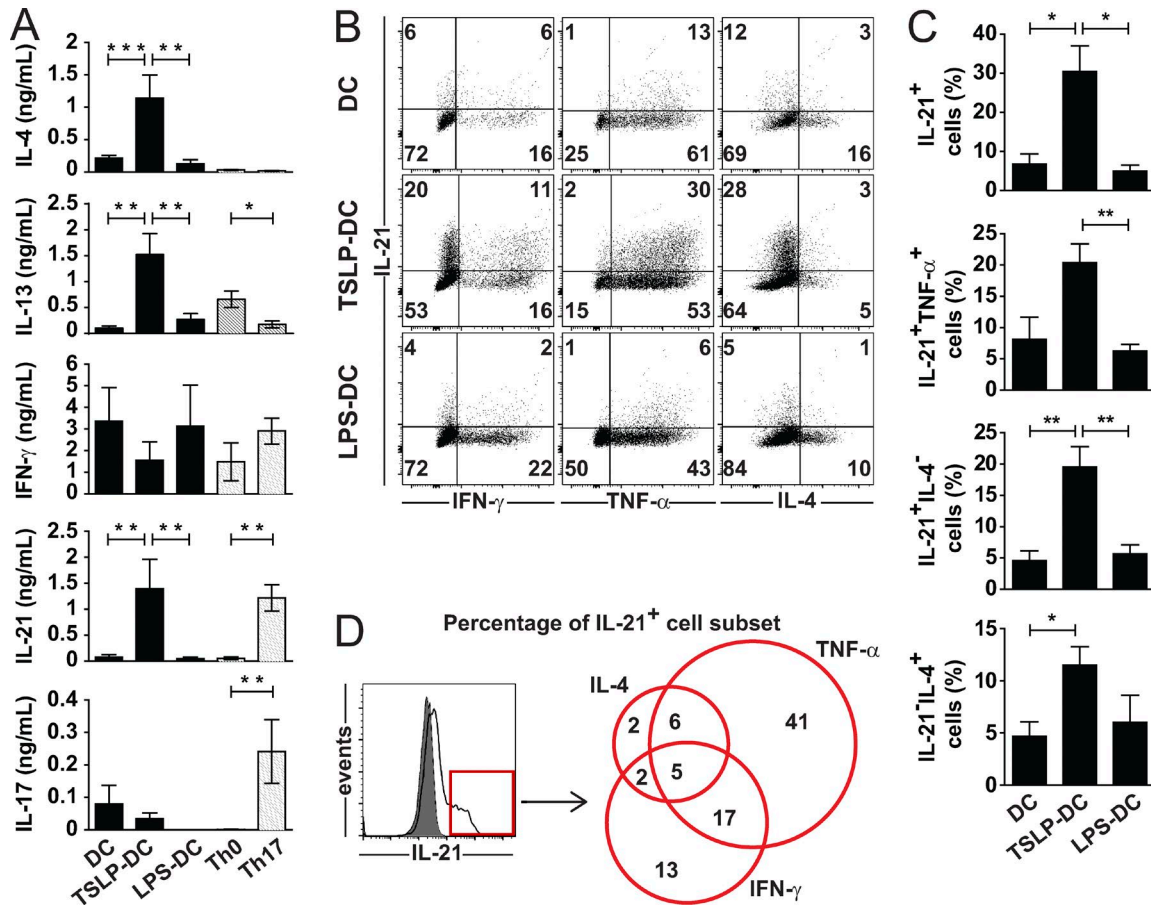 A
IL-4 (ng/mL)
2
1.5
1
0.5
0
*** **
IL-13 (ng/mL)
2.5
2
1.5
1
0.5
0
** ** *
IFN-γ (ng/mL)
6
5
4
3
2
1
0
IL-21 (ng/mL)
2.5
2
1.5
1
0.5
0
** ** **
IL-17 (ng/mL)
0.4
0.3
0.2
0.1
0
**
DC TSLP-DC LPS-DC Th0 Th17
B
DC
6 6 1 13 12 3
72 16 25 61 69 16
TSLP-DC
20 11 2 30 28 3
53 16 15 53 64 5
LPS-DC
4 2 1 6 5 1
72 22 50 43 84 10
IL-21
IFN-γ TNF-α IL-4
C
IL-21+
cells (%)
40
30
20
10
0
* *
IL-21+TNF-α+
cells (%)
25
20
15
10
5
0
**
IL-21+IL-4-
cells (%)
25
20
15
10
5
0
** **
IL-21-IL-4+
cells (%)
15
10
5
0
*
DC TSLP-DC LPS-DC
D
Percentage of IL-21+ cell subset
events
IL-21
IL-4
TNF-α
IFN-γ
2 6 41
2 5
17
13